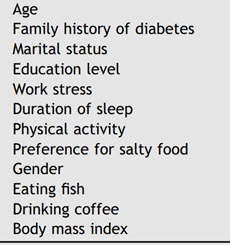 Age
Family history of diabetes
Marital status
Education level
Work stress
Duration of sleep
Physical activity
Preference for salty food
Gender
Eating fish
Drinking coffee
Body mass index